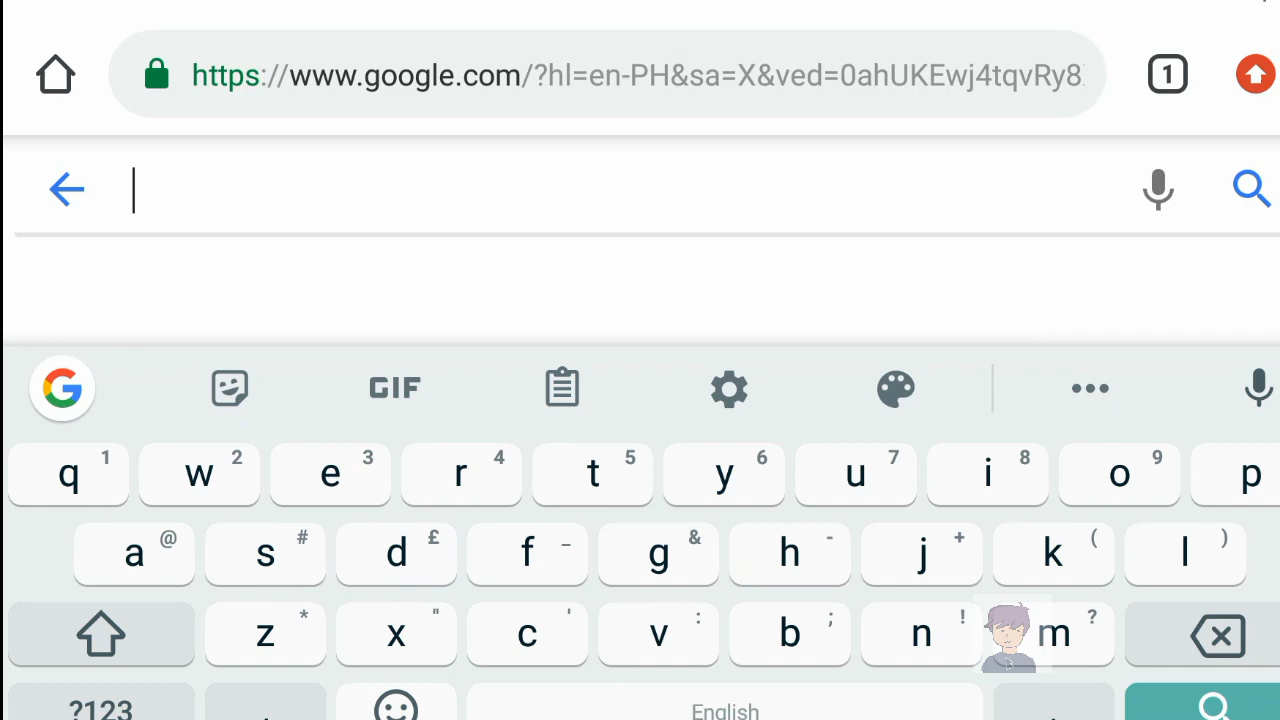 https://www.google.com/?hl=en-PH&sa=X&ved=0ahUKEwj4tqvRy8
1
GIF
q 1 w 2 e 3 r 4 t 5 y 6 u 7 i 8 o 9 p
a @ s # d £ f _ g & h - j + k ( l )
z * x " c ' v : b ; n ! m ?
?123 , English .